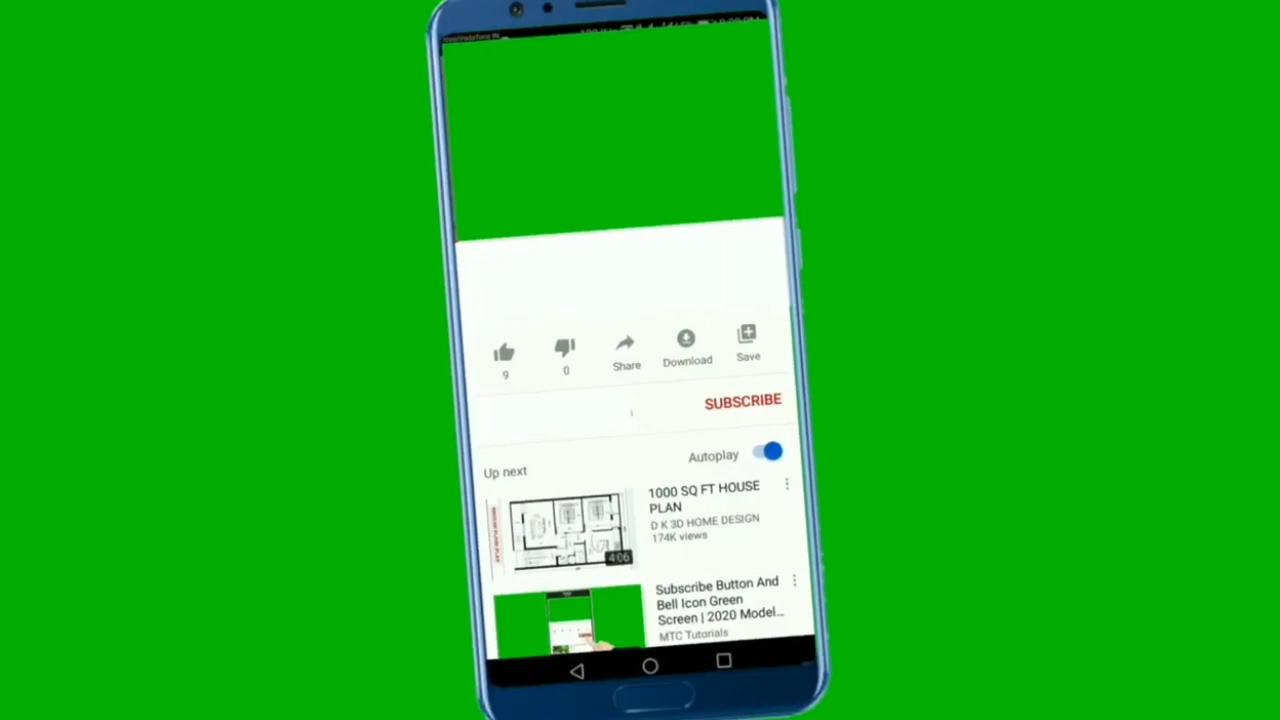 9
0
Share
Download
Save
SUBSCRIBE
Autoplay
Up next
1000 SQ FT HOUSE
PLAN
D K 3D HOME DESIGN
174K views
4:06
Subscribe Button And
Bell Icon Green
Screen | 2020 Model...
MTC Tutorials